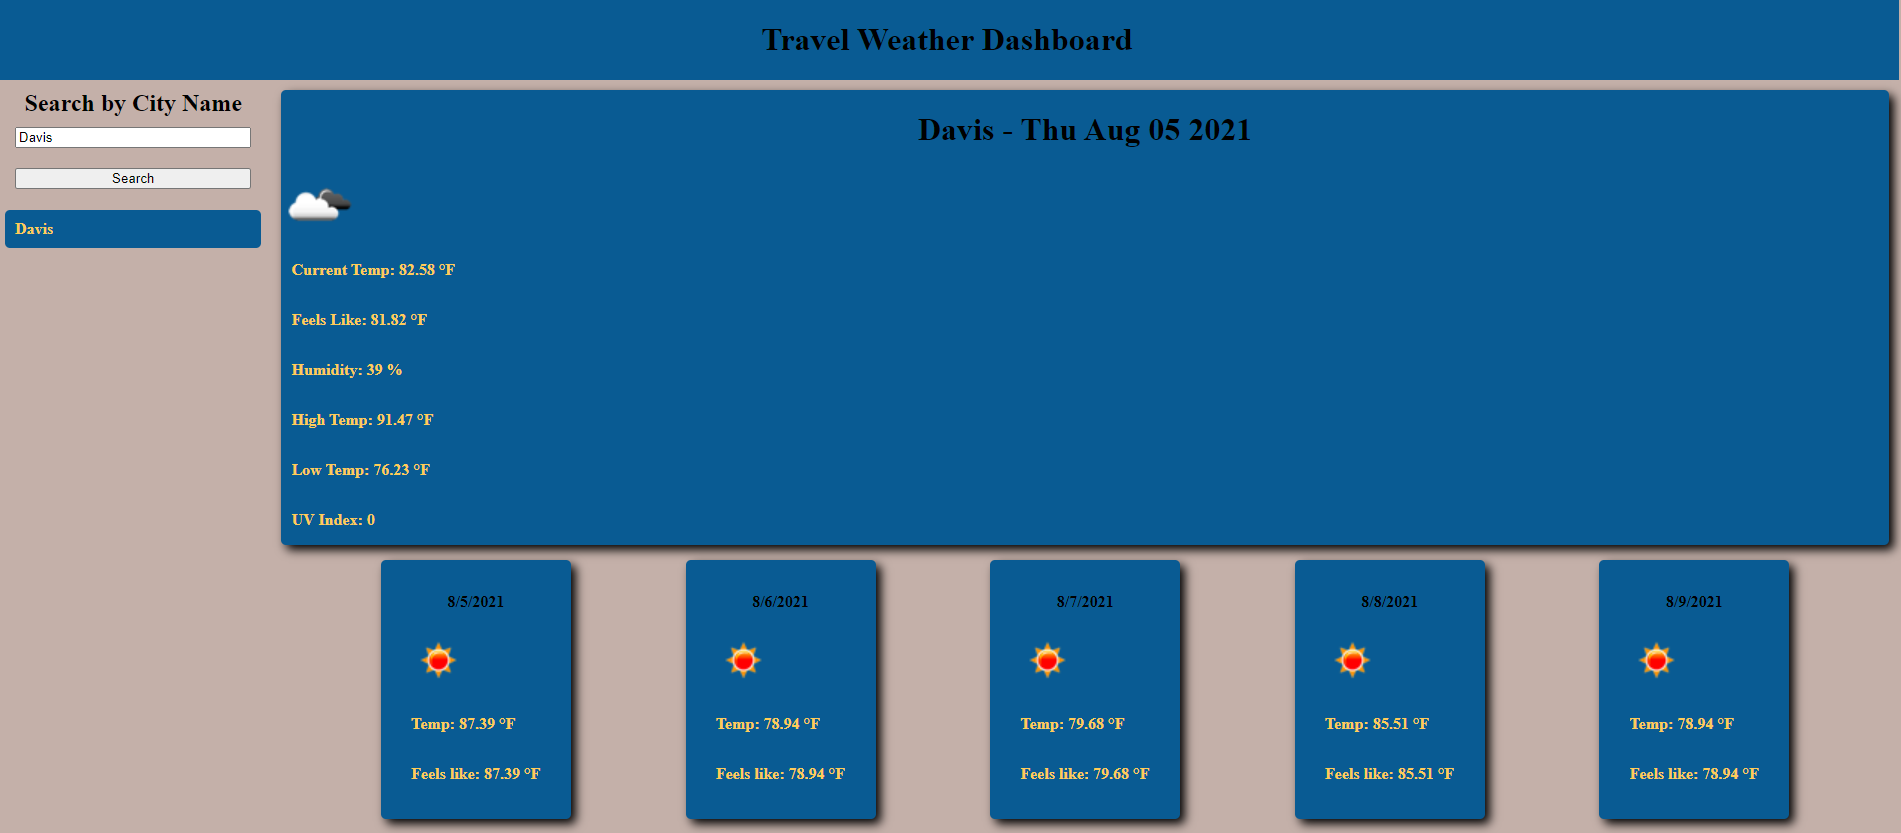 Travel Weather Dashboard
Search by City Name
Davis
Search
Davis
Davis - Thu Aug 05 2021
Current Temp: 82.58 °F
Feels Like: 81.82 °F
Humidity: 39 %
High Temp: 91.47 °F
Low Temp: 76.23 °F
UV Index: 0
8/5/2021
Temp: 87.39 °F
Feels like: 87.39 °F
8/6/2021
Temp: 78.94 °F
Feels like: 78.94 °F
8/7/2021
Temp: 79.68 °F
Feels like: 79.68 °F
8/8/2021
Temp: 85.51 °F
Feels like: 85.51 °F
8/9/2021
Temp: 78.94 °F
Feels like: 78.94 °F